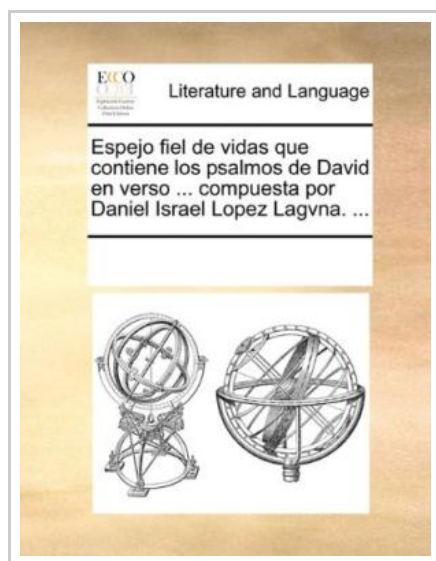 ECCO
Literature and Language
Espejo fiel de vidas que
contiene los psalmos de David
en verso ... compuesta por
Daniel Israel Lopez Lagvna. ...